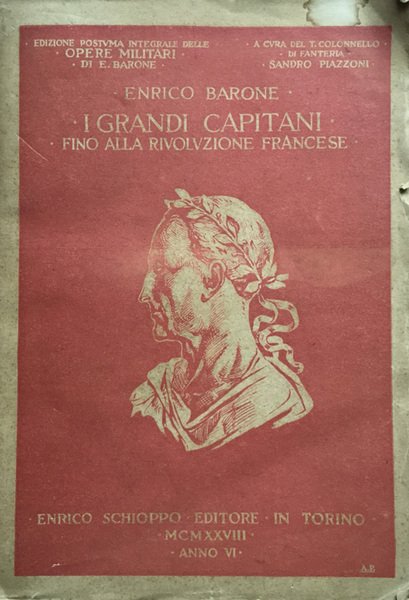 · EDIZIONE POSTVMA INTEGRALE DELLE ·
OPERE MILITARI
· DI E. BARONE ·
· A CVRA DEL T. COLONNELLO ·
DI FANTERIA
· SANDRO PIAZZONI ·
· ENRICO BARONE ·
· I GRANDI CAPITANI ·
· FINO ALLA RIVOLVZIONE FRANCESE ·
· ENRICO SCHIOPPO · EDITORE · IN TORINO ·
· MCMXXVIII ·
· ANNO VI ·